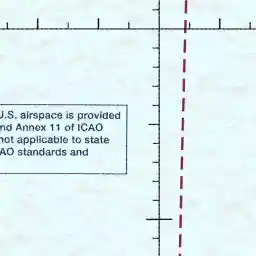 U.S. airspace is provided
nd Annex 11 of ICAO
not applicable to state
AO standards and